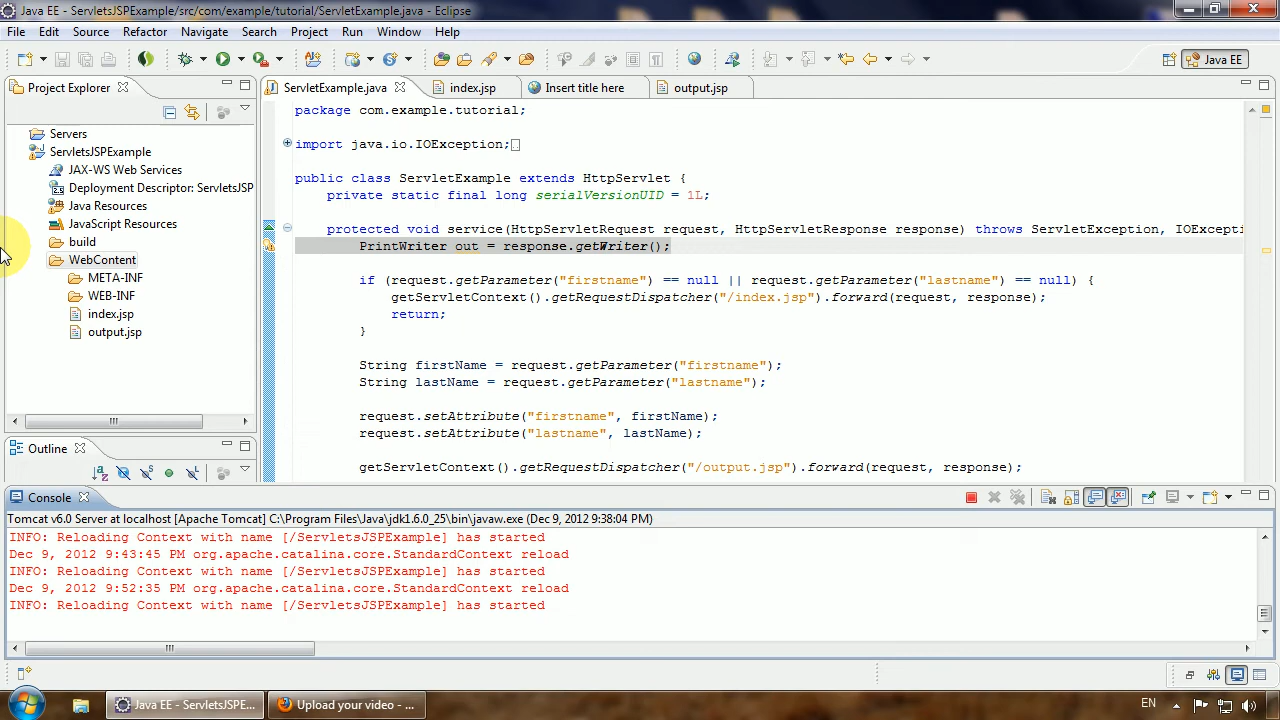 Java EE - ServletsJSPExample/src/com/example/tutorial/ServletExample.java - Eclipse
File Edit Source Refactor Navigate Search Project Run Window Help
Java EE
Project Explorer
ServletExample.java index.jsp Insert title here output.jsp
Servers
ServletsJSPExample
JAX-WS Web Services
Deployment Descriptor: ServletsJSP
Java Resources
JavaScript Resources
build
WebContent
META-INF
WEB-INF
index.jsp
output.jsp
package com.example.tutorial;
import java.io.IOException;
public class ServletExample extends HttpServlet {
private static final long serialVersionUID = 1L;
protected void service(HttpServletRequest request, HttpServletResponse response) throws ServletException, IOExcepti
PrintWriter out = response.getWriter();
if (request.getParameter("firstname") == null || request.getParameter("lastname") == null) {
getServletContext().getRequestDispatcher("/index.jsp").forward(request, response);
return;
}
String firstName = request.getParameter("firstname");
String lastName = request.getParameter("lastname");
request.setAttribute("firstname", firstName);
request.setAttribute("lastname", lastName);
getServletContext().getRequestDispatcher("/output.jsp").forward(request, response);
Outline
Console
Tomcat v6.0 Server at localhost [Apache Tomcat] C:\Program Files\Java\jdk1.6.0_25\bin\javaw.exe (Dec 9, 2012 9:38:04 PM)
INFO: Reloading Context with name [/ServletsJSPExample] has started
Dec 9, 2012 9:43:45 PM org.apache.catalina.core.StandardContext reload
INFO: Reloading Context with name [/ServletsJSPExample] has started
Dec 9, 2012 9:52:35 PM org.apache.catalina.core.StandardContext reload
INFO: Reloading Context with name [/ServletsJSPExample] has started
Java EE - ServletsJSPE... Upload your video - ... EN